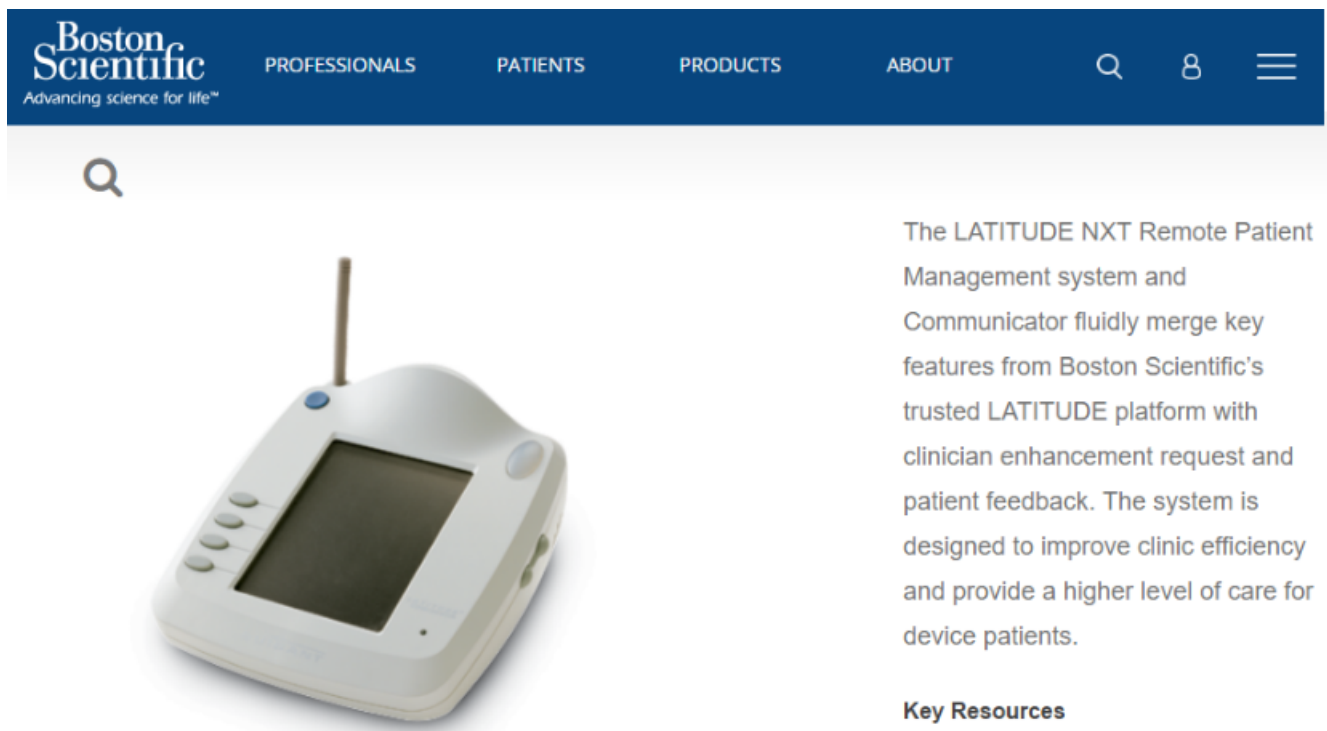 Boston
Scientific
Advancing science for life™
PROFESSIONALS
PATIENTS
PRODUCTS
ABOUT
The LATITUDE NXT Remote Patient
Management system and
Communicator fluidly merge key
features from Boston Scientific's
trusted LATITUDE platform with
clinician enhancement request and
patient feedback. The system is
designed to improve clinic efficiency
and provide a higher level of care for
device patients.
Key Resources